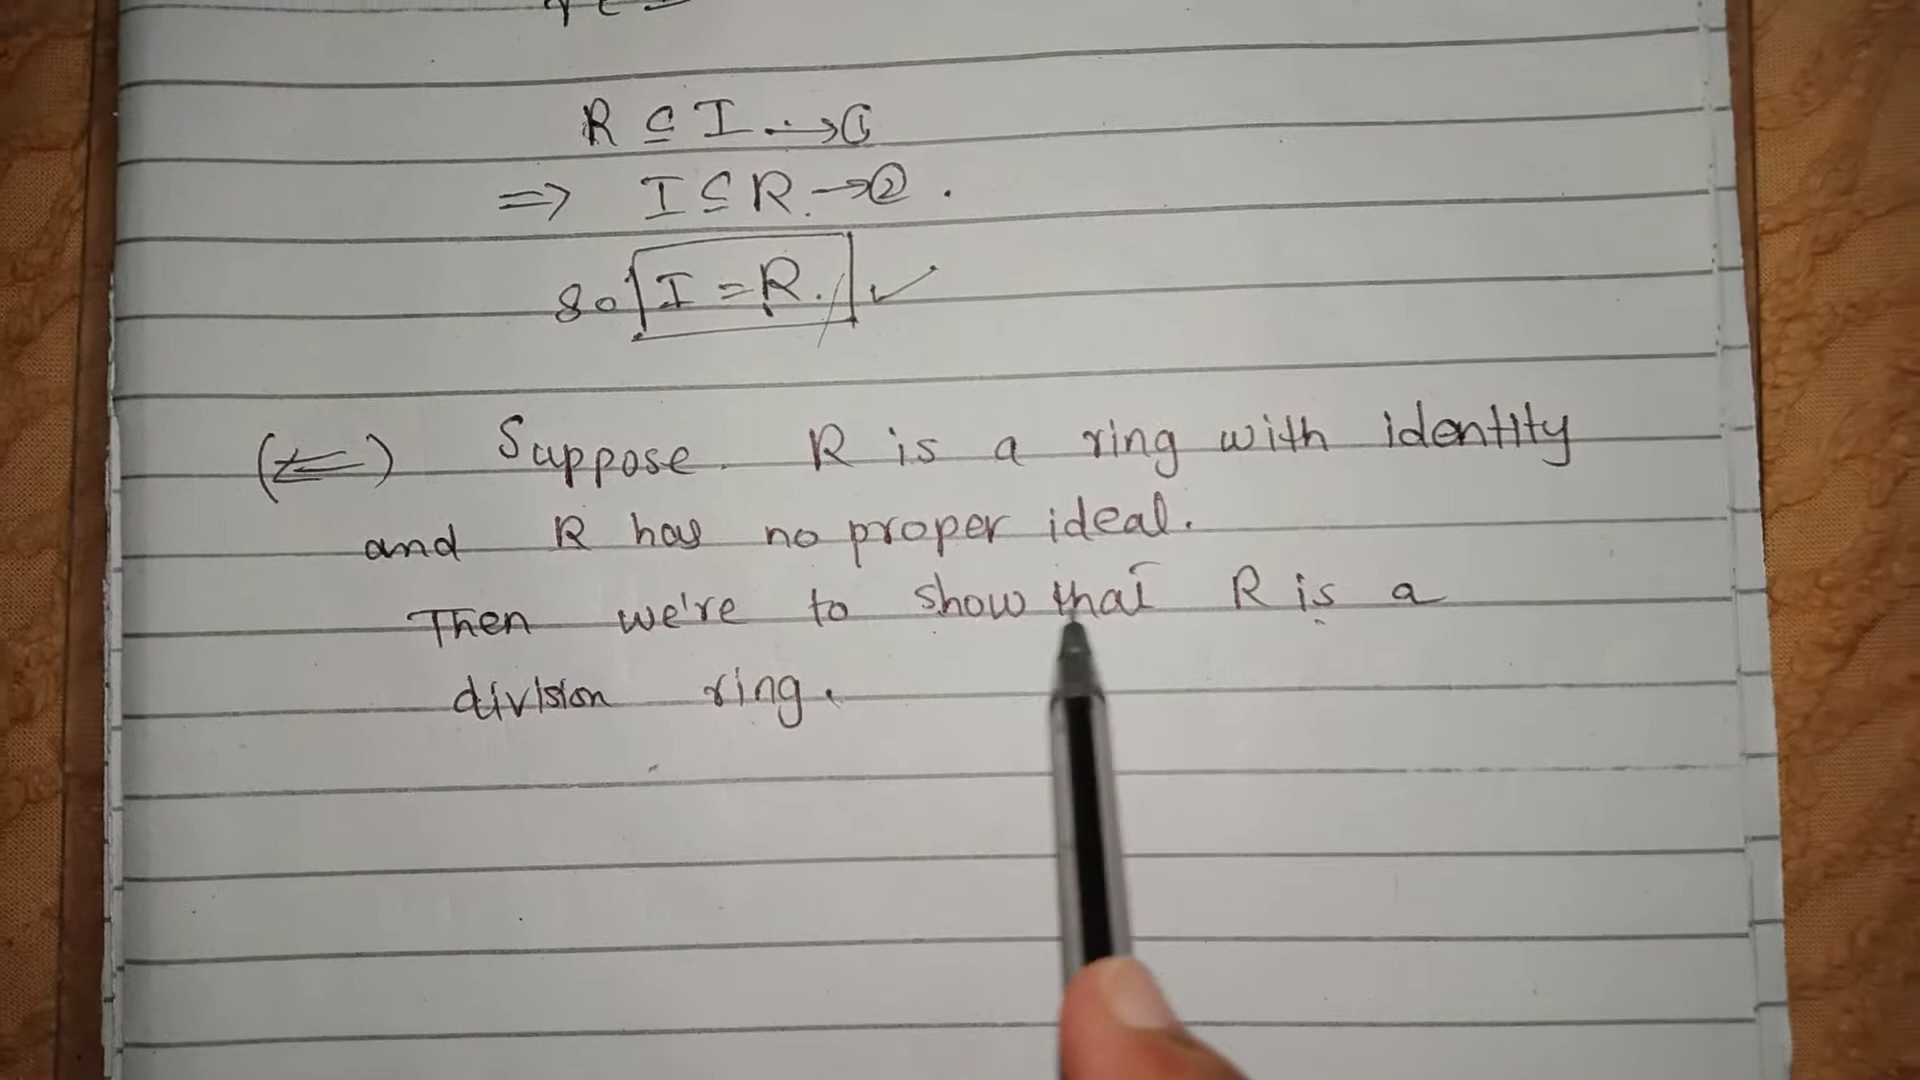 R ⊆ I → ①
⇒ I ⊆ R. → ② .
So I = R. ✓
(⇐) Suppose. R is a ring with identity
and R has no proper ideal.
Then we're to show that R is a
division ring.